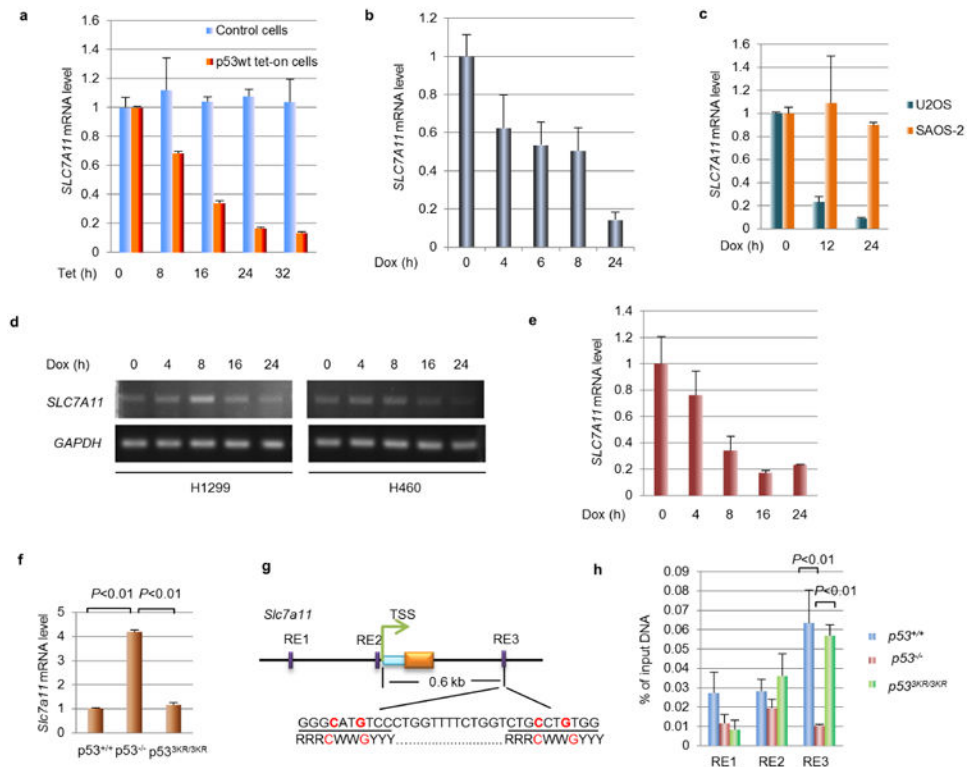 a
SLC7A11 mRNA level
1.6
1.4
1.2
1
0.8
0.6
0.4
0.2
0
Control cells
p53wt tet-on cells
Tet (h) 0 8 16 24 32
b
SLC7A11 mRNA level
1.2
1
0.8
0.6
0.4
0.2
0
Dox (h) 0 4 6 8 24
c
SLC7A11 mRNA level
1.6
1.4
1.2
1
0.8
0.6
0.4
0.2
0
U2OS
SAOS-2
Dox (h) 0 12 24
d
Dox (h) 0 4 8 16 24 0 4 8 16 24
SLC7A11
GAPDH
H1299 H460
e
SLC7A11 mRNA level
1.4
1.2
1
0.8
0.6
0.4
0.2
0
Dox (h) 0 4 8 16 24
f
P<0.01 P<0.01
Slc7a11 mRNA level
5
4
3
2
1
0
p53+/+ p53-/- p533KR/3KR
g
Slc7a11
TSS
RE1 RE2 RE3
0.6 kb
GGGCATGTCCCTGGTTTTCTGGTCTGCCTGTGG
RRRCWWGYYY......................RRRCWWGYYY
h
P<0.01
P<0.01
% of input DNA
0.09
0.08
0.07
0.06
0.05
0.04
0.03
0.02
0.01
0
p53+/+
p53-/-
p533KR/3KR
RE1 RE2 RE3